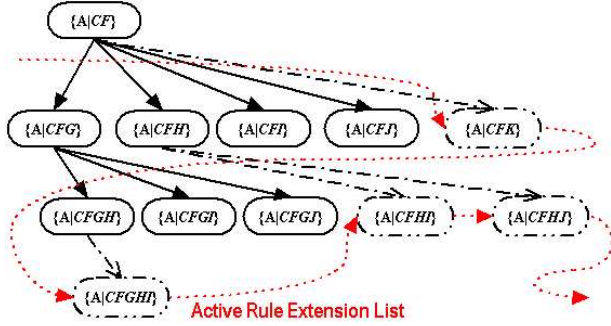 {A|CF}
{A|CFG} {A|CFH} {A|CFI} {A|CFJ} {A|CFK}
{A|CFGH} {A|CFGI} {A|CFGJ} {A|CFHI} {A|CFHJ}
{A|CFGHI}
Active Rule Extension List